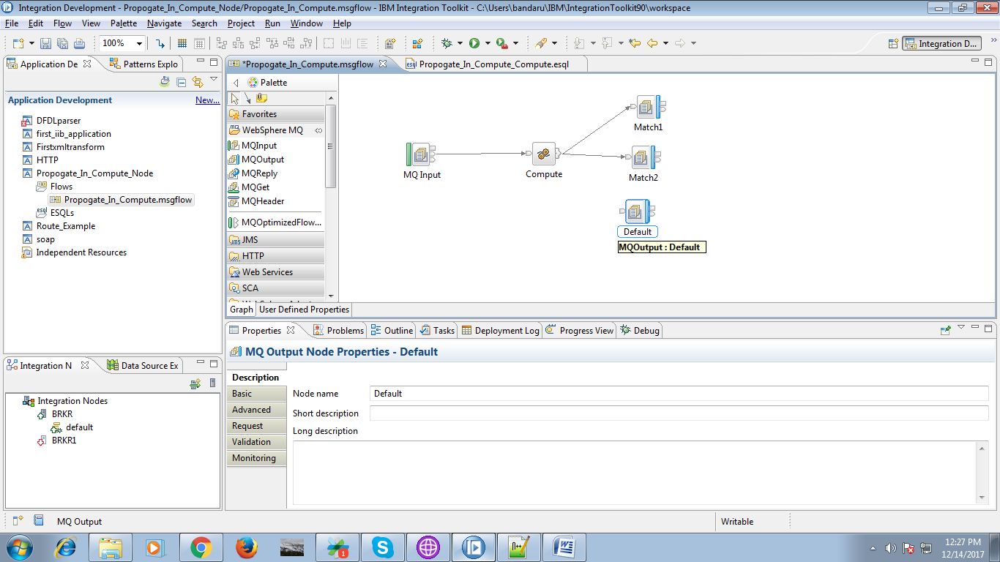 Integration Development - Propogate_In_Compute_Node/Propogate_In_Compute.msgflow - IBM Integration Toolkit - C:\Users\bandaru\IBM\IntegrationToolkit90\workspace
File Edit Flow View Palette Navigate Search Project Run Window Help
100% Integration D...
Application De Patterns Explo
Application Development New...
DFDLparser
first_iib_application
Firstxmltransform
HTTP
Propogate_In_Compute_Node
Flows
Propogate_In_Compute.msgflow
ESQLs
Route_Example
soap
Independent Resources
*Propogate_In_Compute.msgflow Propogate_In_Compute_Compute.esql
Palette
Favorites
WebSphere MQ
MQInput
MQOutput
MQReply
MQGet
MQHeader
MQOptimizedFlow...
JMS
HTTP
Web Services
SCA
MQ Input
Compute
Match1
Match2
Default
MQOutput : Default
Graph User Defined Properties
Integration N Data Source Ex
Integration Nodes
BRKR
default
BRKR1
Properties Problems Outline Tasks Deployment Log Progress View Debug
MQ Output Node Properties - Default
Description
Basic
Advanced
Request
Validation
Monitoring
Node name Default
Short description
Long description
MQ Output Writable
1
12:27 PM
12/14/2017